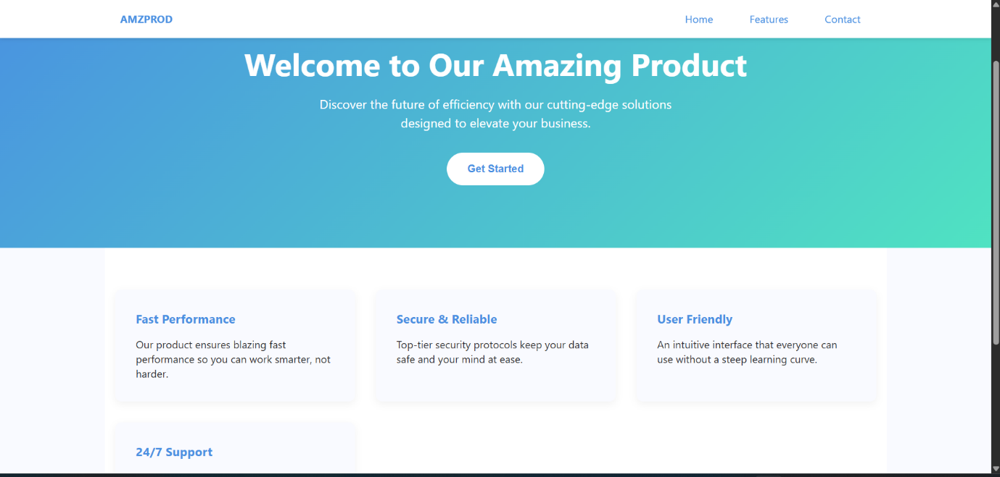 AMZPROD
Home
Features
Contact
Welcome to Our Amazing Product
Discover the future of efficiency with our cutting-edge solutions
designed to elevate your business.
Get Started
Fast Performance
Our product ensures blazing fast
performance so you can work smarter, not
harder.
Secure & Reliable
Top-tier security protocols keep your data
safe and your mind at ease.
User Friendly
An intuitive interface that everyone can
use without a steep learning curve.
24/7 Support